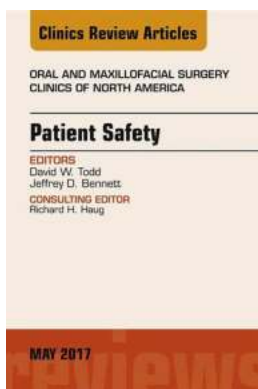 Clinics Review Articles
ORAL AND MAXILLOFACIAL SURGERY
CLINICS OF NORTH AMERICA
Patient Safety
EDITORS
David W. Todd
Jeffrey D. Bennett
CONSULTING EDITOR
Richard H. Haug
MAY 2017
reviews